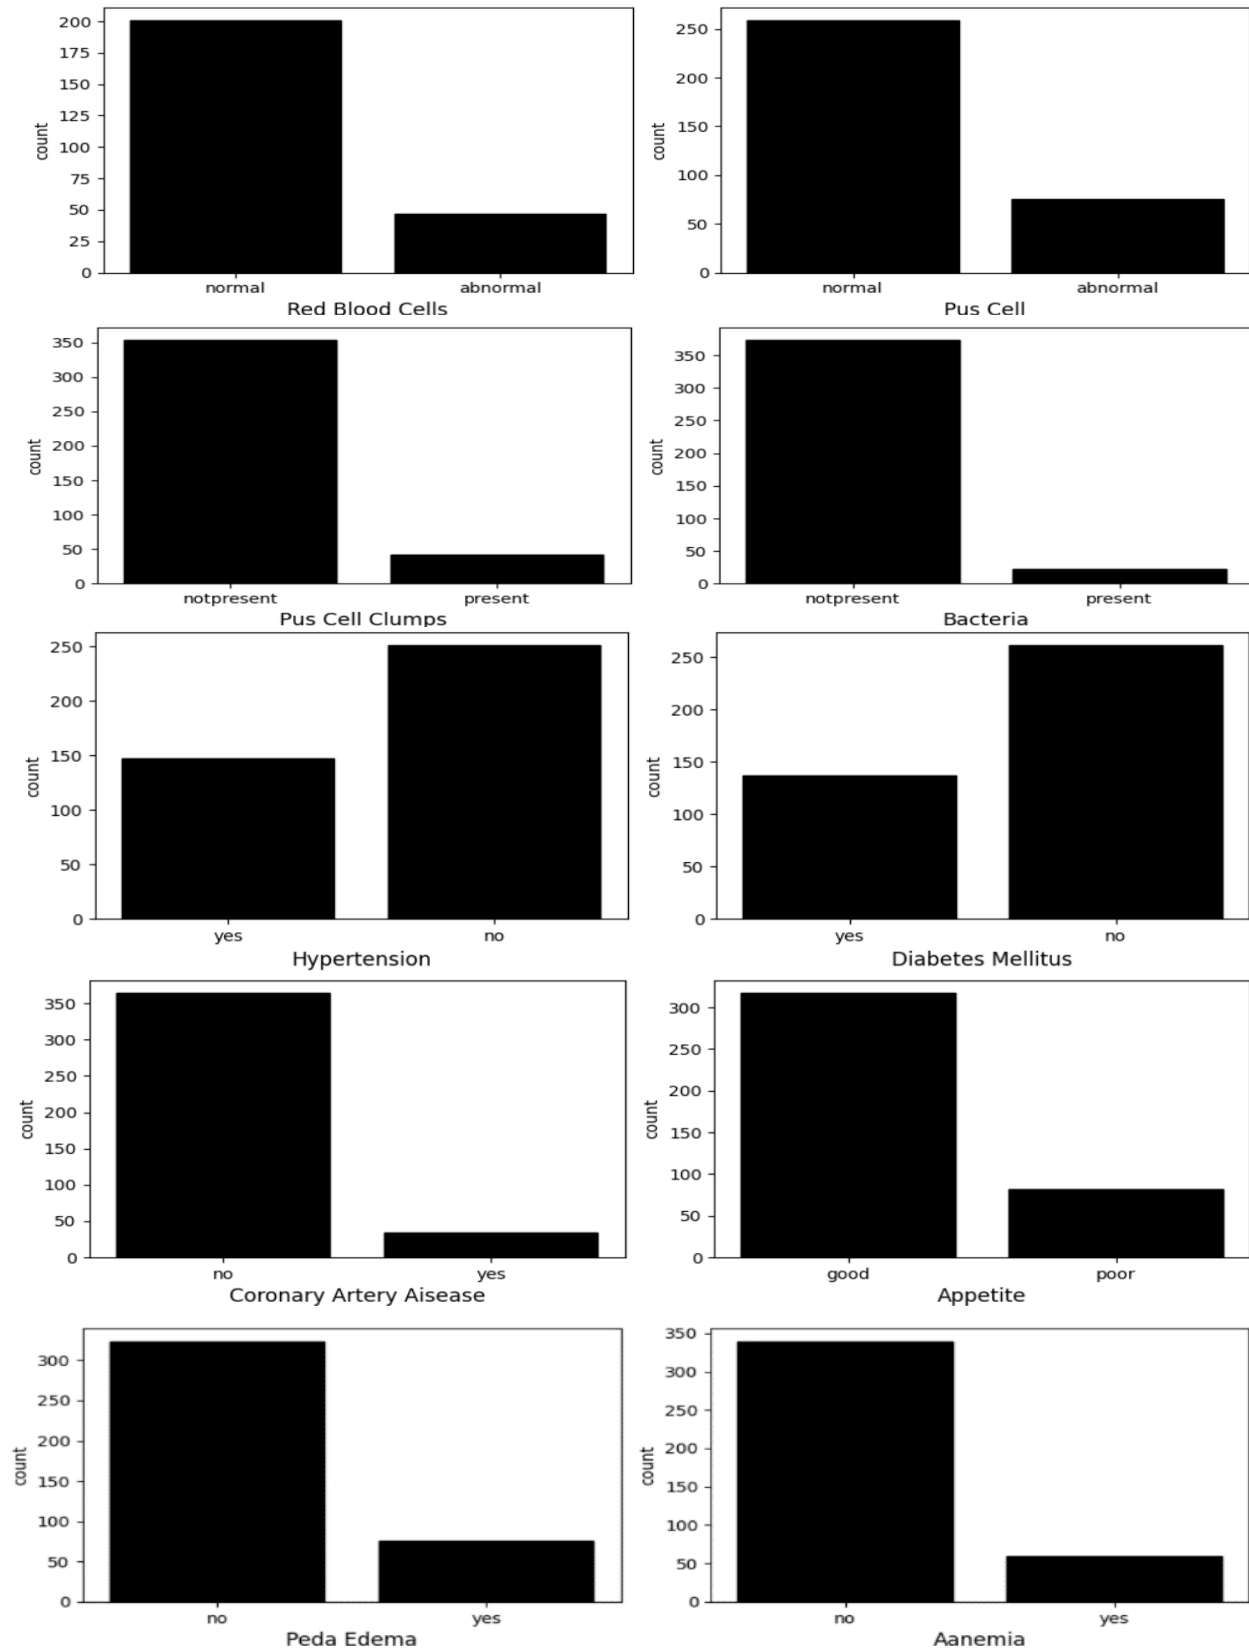 200
175
150
125
100
75
50
25
0
count
normal abnormal
Red Blood Cells
250
200
150
100
50
0
count
normal abnormal
Pus Cell
350
300
250
200
150
100
50
0
count
notpresent present
Pus Cell Clumps
350
300
250
200
150
100
50
0
count
notpresent present
Bacteria
250
200
150
100
50
0
count
yes no
Hypertension
250
200
150
100
50
0
count
yes no
Diabetes Mellitus
350
300
250
200
150
100
50
0
count
no yes
Coronary Artery Aisease
300
250
200
150
100
50
0
count
good poor
Appetite
300
250
200
150
100
50
0
count
no yes
Peda Edema
350
300
250
200
150
100
50
0
count
no yes
Aanemia